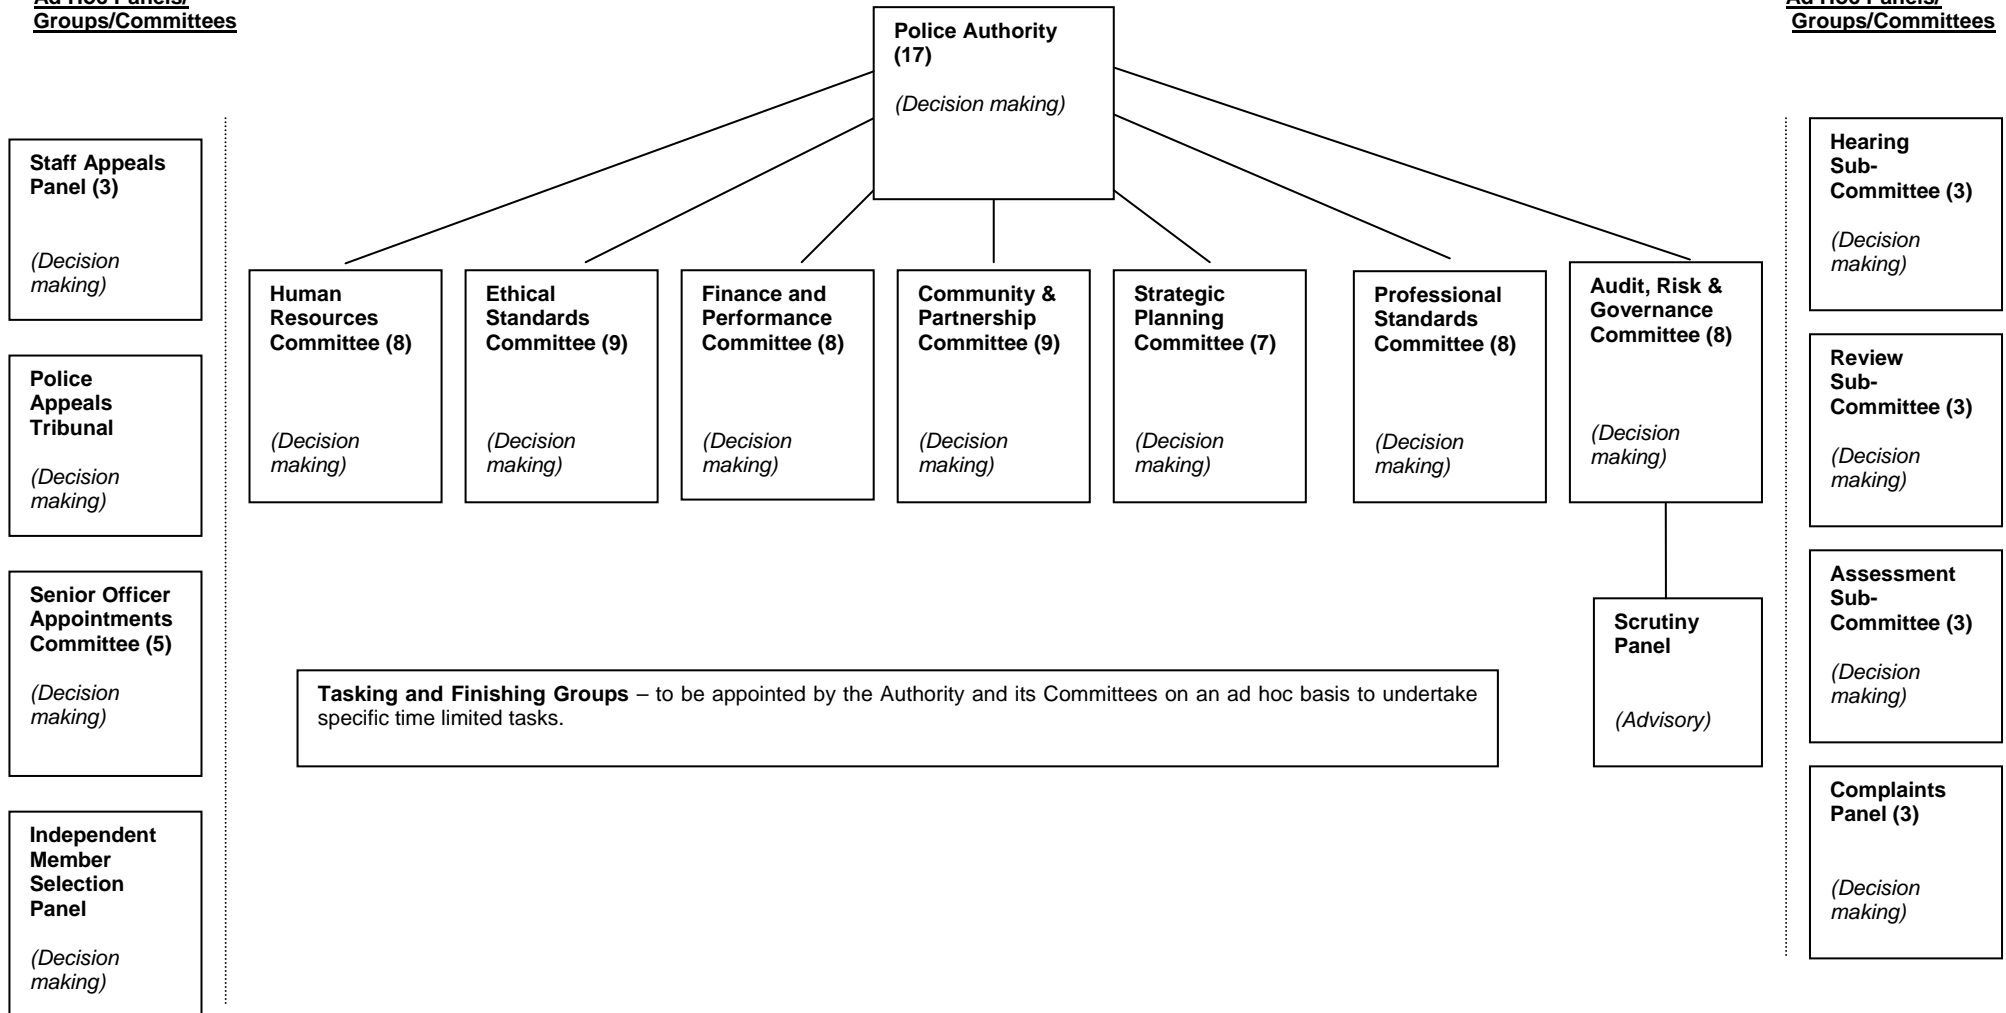 Ad Hoc Panels/
Groups/Committees
Ad Hoc Panels/
Groups/Committees
Police Authority
(17)
(Decision making)
Staff Appeals
Panel (3)
(Decision
making)
Police
Appeals
Tribunal
(Decision
making)
Senior Officer
Appointments
Committee (5)
(Decision
making)
Independent
Member
Selection
Panel
(Decision
making)
Human
Resources
Committee (8)
(Decision
making)
Ethical
Standards
Committee (9)
(Decision
making)
Finance and
Performance
Committee (8)
(Decision
making)
Community &
Partnership
Committee (9)
(Decision
making)
Strategic
Planning
Committee (7)
(Decision
making)
Professional
Standards
Committee (8)
(Decision
making)
Audit, Risk &
Governance
Committee (8)
(Decision
making)
Scrutiny
Panel
(Advisory)
Tasking and Finishing Groups – to be appointed by the Authority and its Committees on an ad hoc basis to undertake
specific time limited tasks.
Hearing
Sub-
Committee (3)
(Decision
making)
Review
Sub-
Committee (3)
(Decision
making)
Assessment
Sub-
Committee (3)
(Decision
making)
Complaints
Panel (3)
(Decision
making)